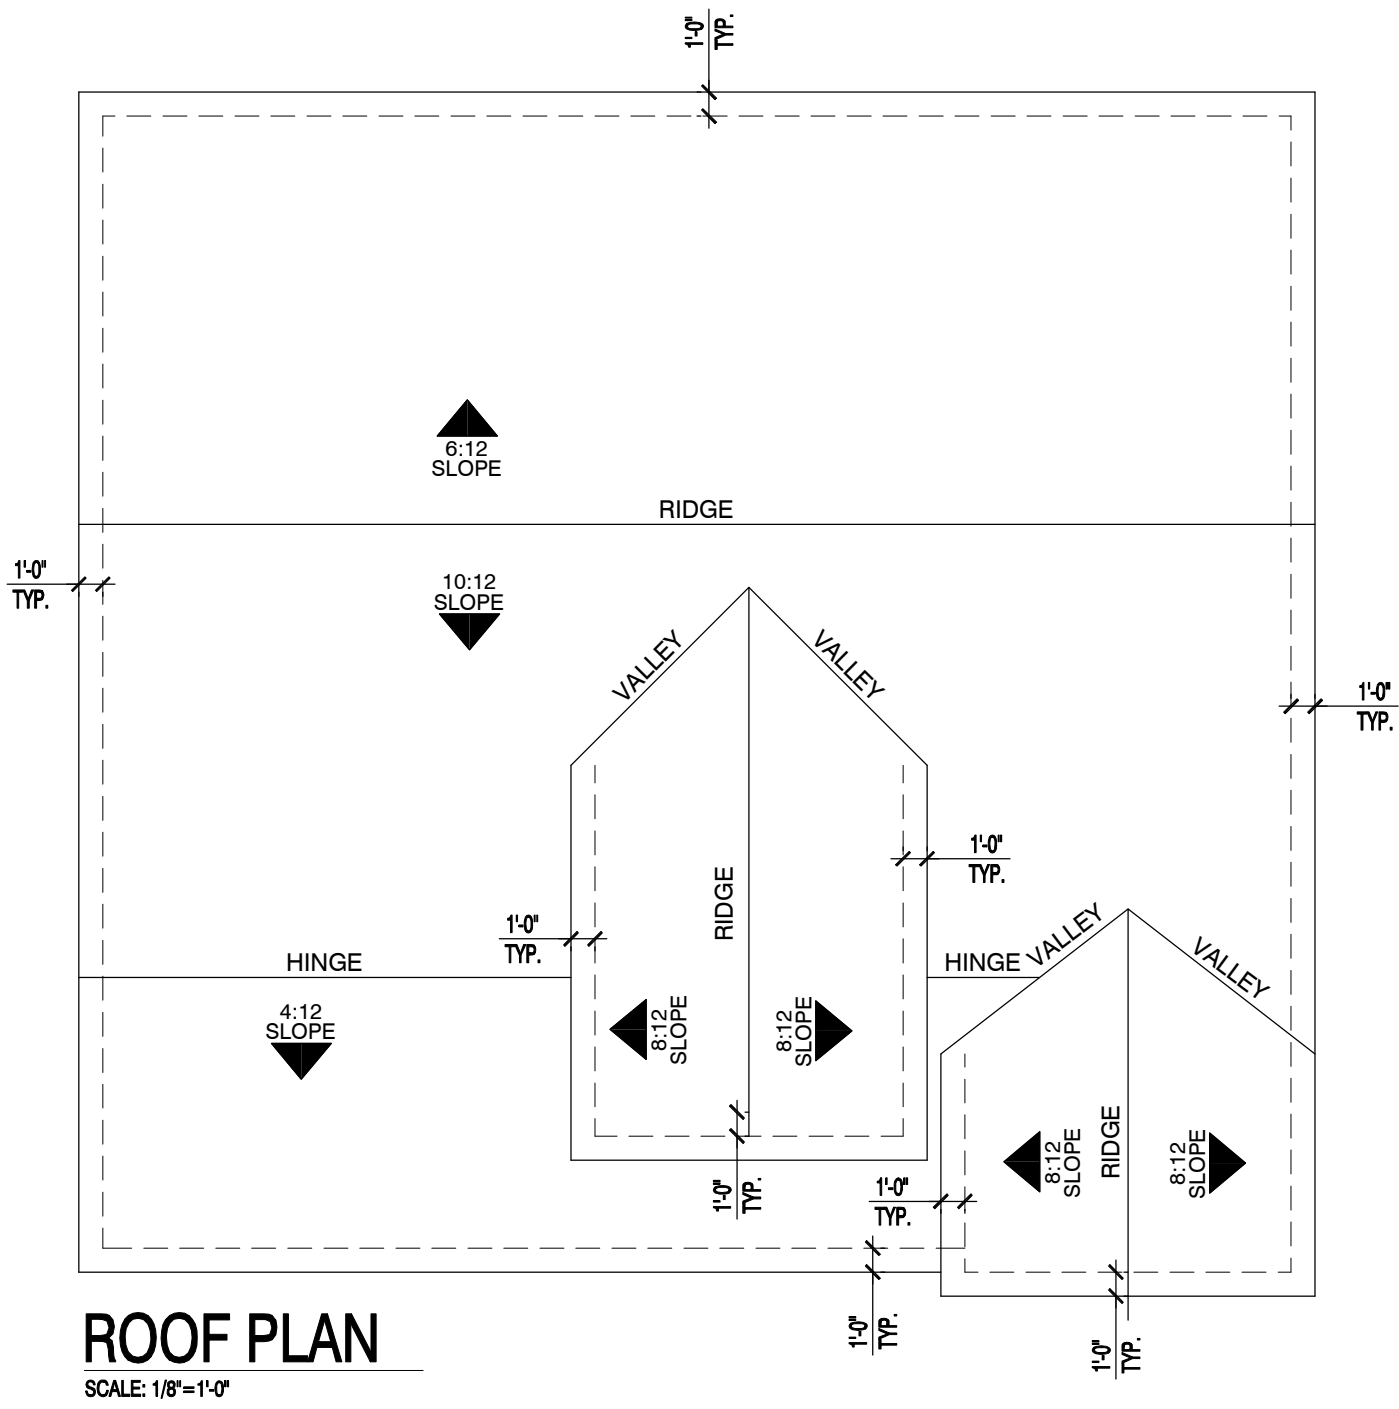 1'-0"
TYP.
6:12
SLOPE
RIDGE
1'-0"
TYP.
10:12
SLOPE
VALLEY
VALLEY
1'-0"
TYP.
1'-0"
TYP.
RIDGE
1'-0"
TYP.
HINGE
HINGE
VALLEY
VALLEY
4:12
SLOPE
8:12
SLOPE
8:12
SLOPE
RIDGE
8:12
SLOPE
8:12
SLOPE
1'-0"
TYP.
1'-0"
TYP.
1'-0"
TYP.
1'-0"
TYP.
ROOF PLAN
SCALE: 1/8"=1'-0"